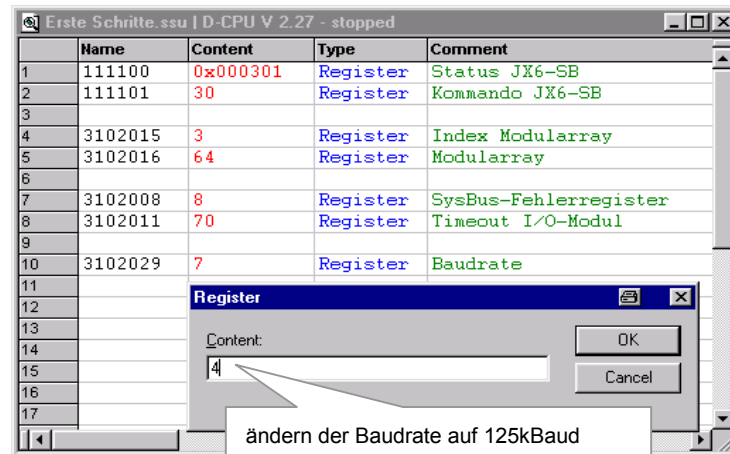 Erste Schritte.ssu | D-CPU V 2.27 - stopped
Name Content Type Comment
1 111100 0x000301 Register Status JX6-SB
2 111101 30 Register Kommando JX6-SB
3
4 3102015 3 Register Index Modularray
5 3102016 64 Register Modularray
6
7 3102008 8 Register SysBus-Fehlerregister
8 3102011 70 Register Timeout I/O-Modul
9
10 3102029 7 Register Baudrate
11
12
13
14
15
16
17
Register
Content:
4
OK
Cancel
ändern der Baudrate auf 125kBaud